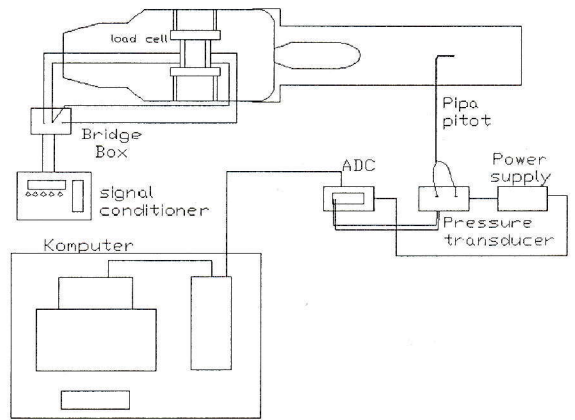 load cell
Pipa
pitot
Bridge
Box
ADC
Power
supply
signal
conditioner
Pressure
transducer
Komputer